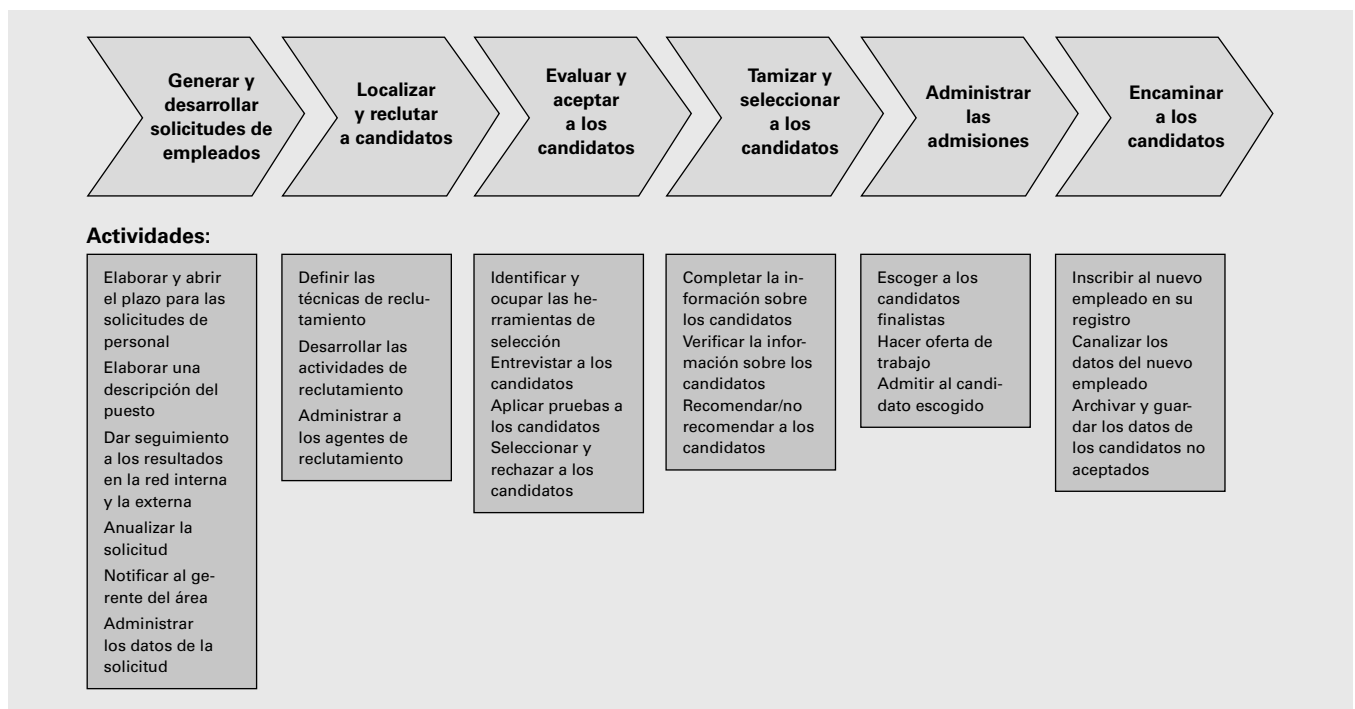 Generar y
desarrollar
solicitudes de
empleados
Localizar
y reclutar
a candidatos
Evaluar y
aceptar
a los
candidatos
Tamizar y
seleccionar
a los
candidatos
Administrar
las
admisiones
Encaminar
a los
candidatos
Actividades:
Elaborar y abrir
el plazo para las
solicitudes de
personal
Elaborar una
descripción del
puesto
Dar seguimiento
a los resultados
en la red interna
y la externa
Anualizar la
solicitud
Notificar al ge-
rente del área
Administrar
los datos de la
solicitud
Definir las
técnicas de reclu-
tamiento
Desarrollar las
actividades de
reclutamiento
Administrar a
los agentes de
reclutamiento
Identificar y
ocupar las he-
rramientas de
selección
Entrevistar a los
candidatos
Aplicar pruebas a
los candidatos
Seleccionar y
rechazar a los
candidatos
Completar la in-
formación sobre
los candidatos
Verificar la infor-
mación sobre los
candidatos
Recomendar/no
recomendar a los
candidatos
Escoger a los
candidatos
finalistas
Hacer oferta de
trabajo
Admitir al candi-
dato escogido
Inscribir al nuevo
empleado en su
registro
Canalizar los
datos del nuevo
empleado
Archivar y guar-
dar los datos de
los candidatos no
aceptados